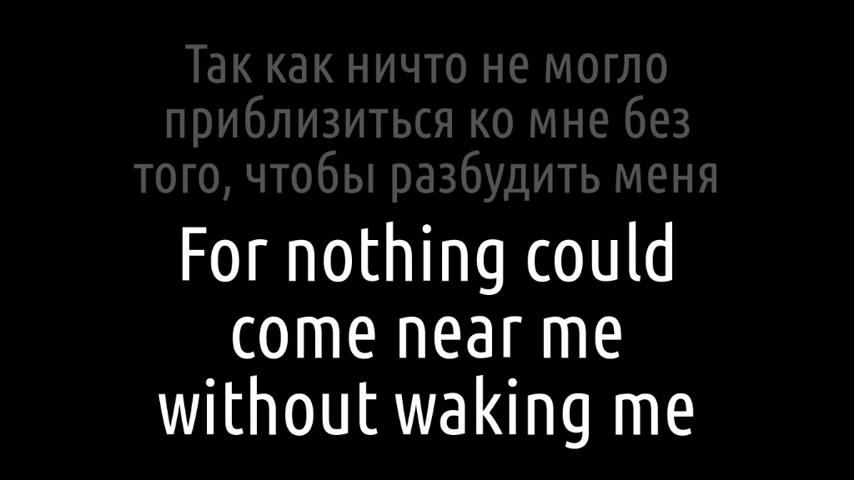 Так как ничто не могло
приблизиться ко мне без
того, чтобы разбудить меня
For nothing could
come near me
without waking me